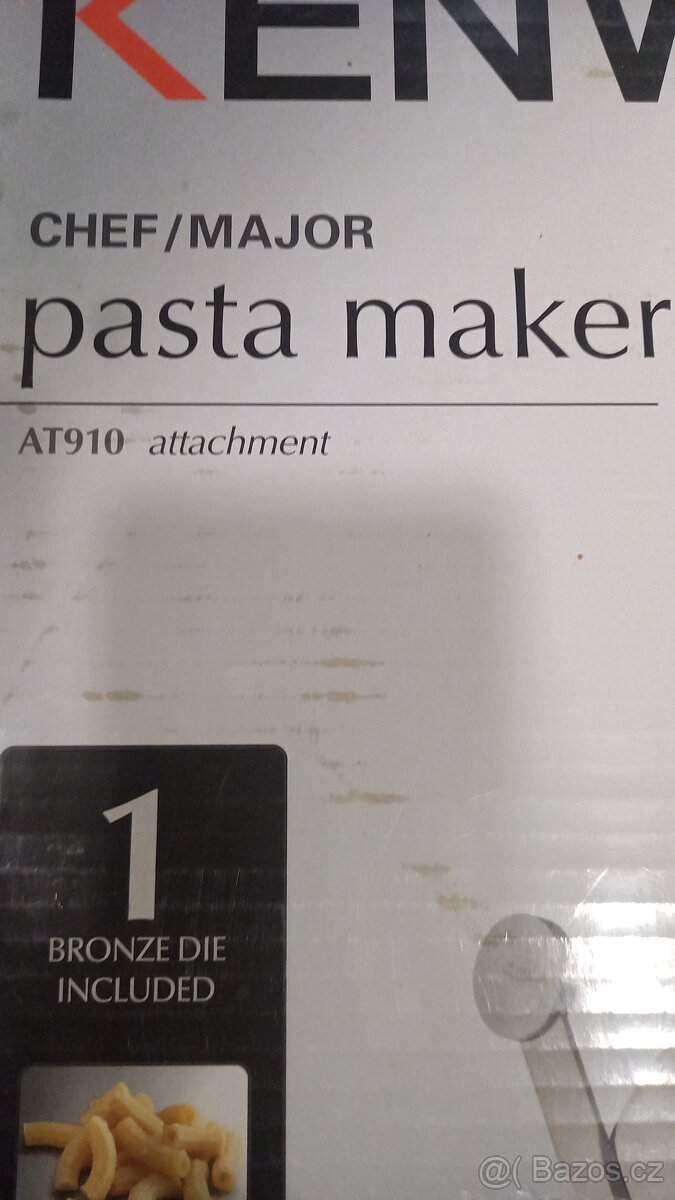 KENW
CHEF/MAJOR
pasta maker
AT910 attachment
1
BRONZE DIE
INCLUDED
@( Bazos.cz